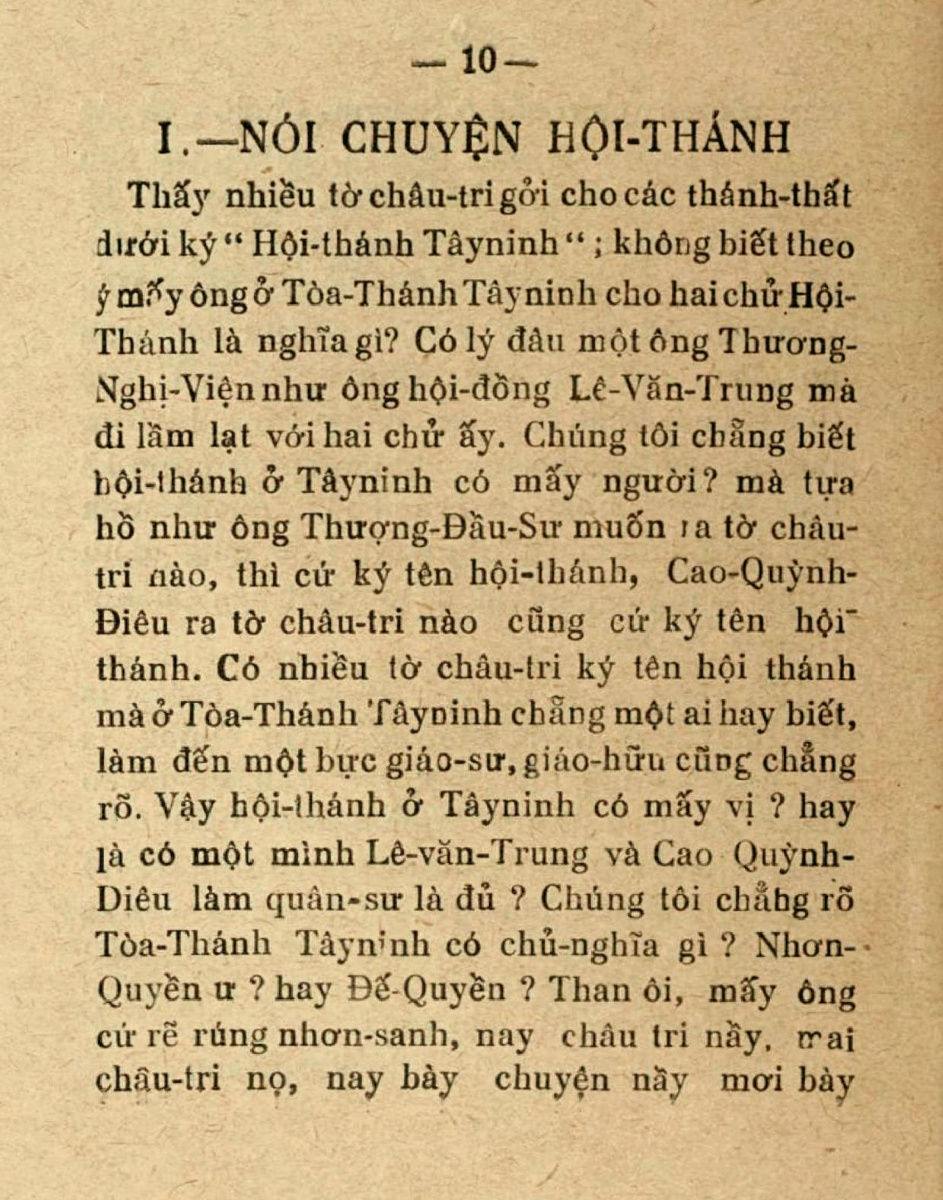 — 10 —
I.—NÓI CHUYỆN HỘI-THÁNH
Thấy nhiều tờ châu-tri gởi cho các thánh-thất
dưới ký “ Hội-thánh Tâyninh “ ; không biết theo
ý mấy ông ở Tòa-Thánh Tâyninh cho hai chử Hội-
Thánh là nghĩa gì? Có lý đâu một ông Thương-
Nghị-Viện như ông hội-đồng Lê-Văn-Trung mà
đi lầm lạt với hai chử ấy. Chúng tôi chẵng biết
hội-thánh ở Tâyninh có mấy người? mà tựa
hồ như ông Thượng-Đầu-Sư muốn ra tờ châu-
tri nào, thì cứ ký tên hội-thánh, Cao-Quỳnh-
Điêu ra tờ châu-tri nào cũng cứ ký tên hội-
thánh. Có nhiều tờ châu-tri ký tên hội thánh
mà ở Tòa-Thánh Tâyninh chẵng một ai hay biết,
làm đến một bực giáo-sư, giáo-hữu cũng chẳng
rõ. Vậy hội-thánh ở Tâyninh có mấy vị ? hay
là có một mình Lê-văn-Trung và Cao Quỳnh-
Diêu làm quân-sư là đủ ? Chúng tôi chẳng rõ
Tòa-Thánh Tâyninh có chủ-nghĩa gì ? Nhơn-
Quyền ư ? hay Đế-Quyền ? Than ôi, mấy ông
cứ rẽ rúng nhơn-sanh, nay châu tri nầy, mai
châu-tri nọ, nay bày chuyện nầy mơi bày